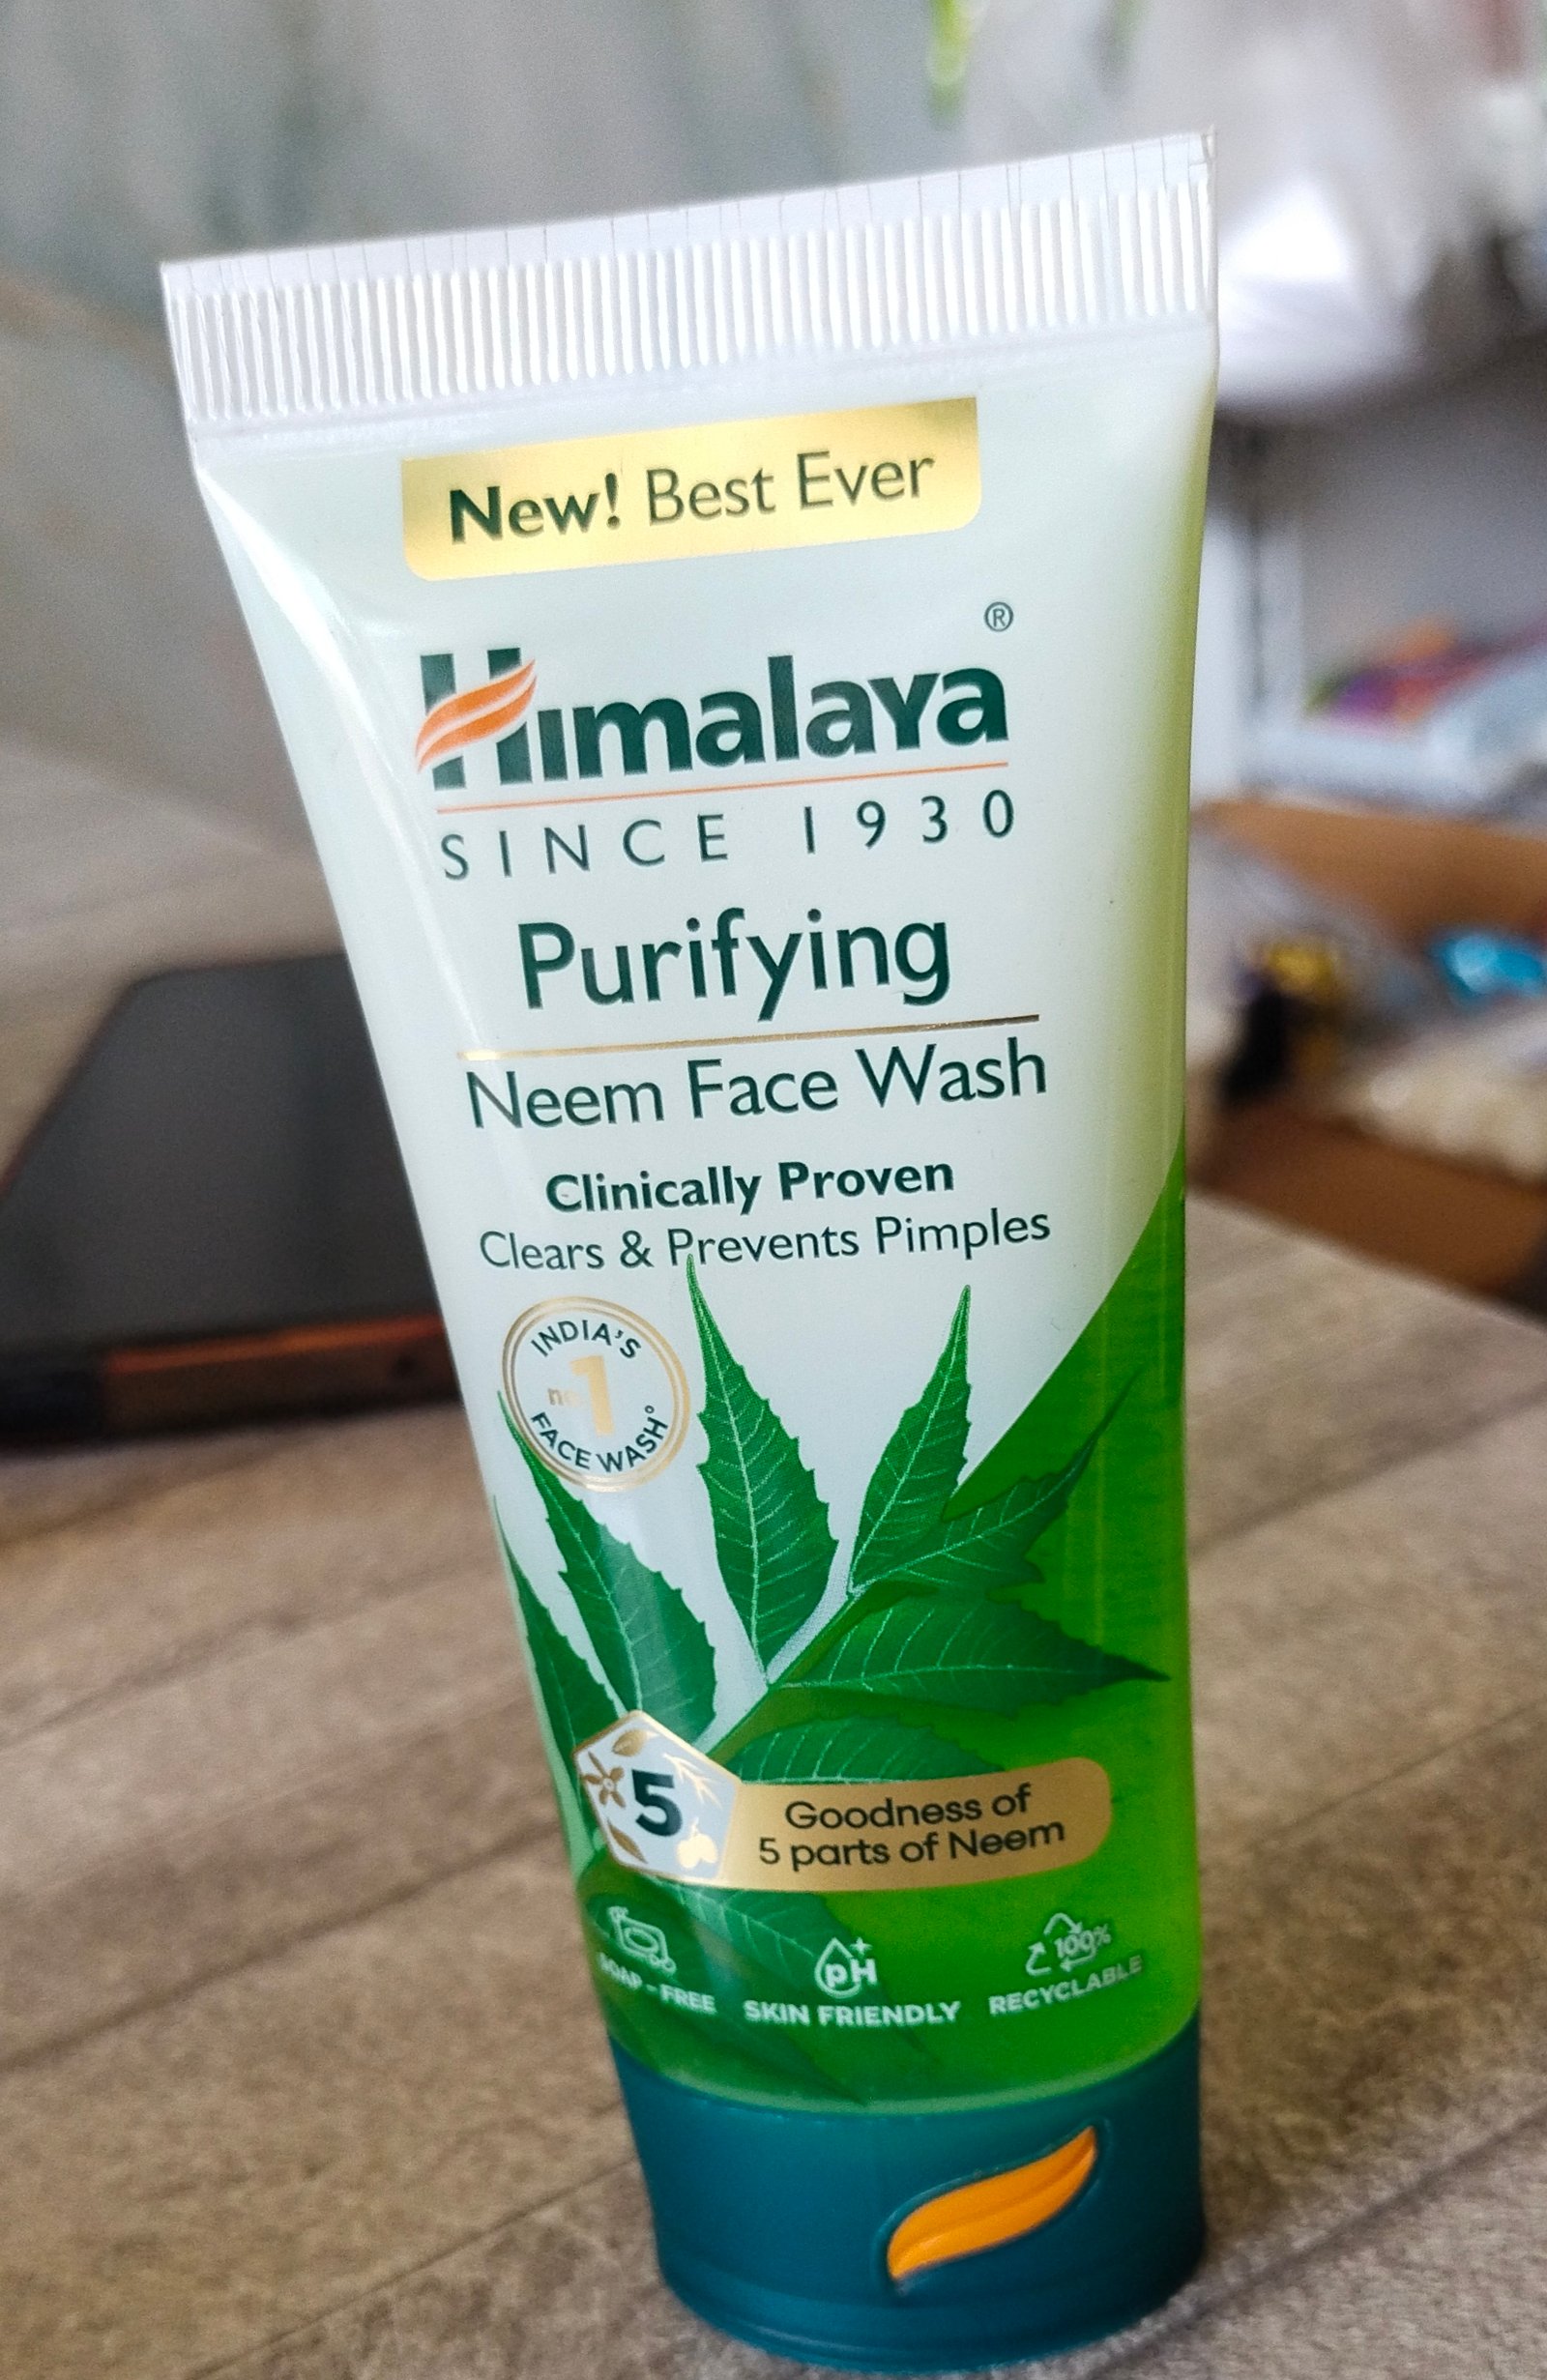 New! Best Ever
Himalaya®
SINCE 1930
Purifying
Neem Face Wash
Clinically Proven
Clears & Prevents Pimples
INDIA'S
no 1
FACE WASH°
5
Goodness of
5 parts of Neem
SOAP - FREE
pH+
SKIN FRIENDLY
100%
RECYCLABLE